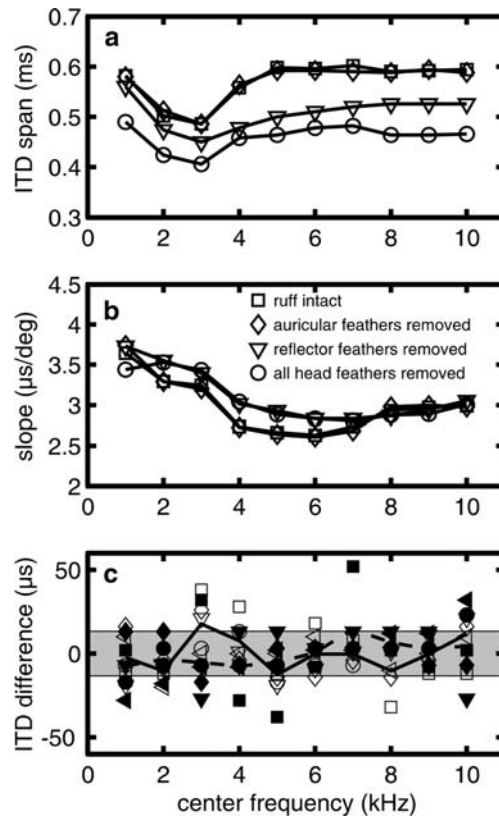 0.7
a
0.6
0.5
0.4
0.3
ITD span (ms)
0 2 4 6 8 10
4.5
b
4
3.5
3
2.5
2
slope (µs/deg)
ruff intact
auricular feathers removed
reflector feathers removed
all head feathers removed
0 2 4 6 8 10
c
50
0
-50
ITD difference (µs)
0 2 4 6 8 10
center frequency (kHz)